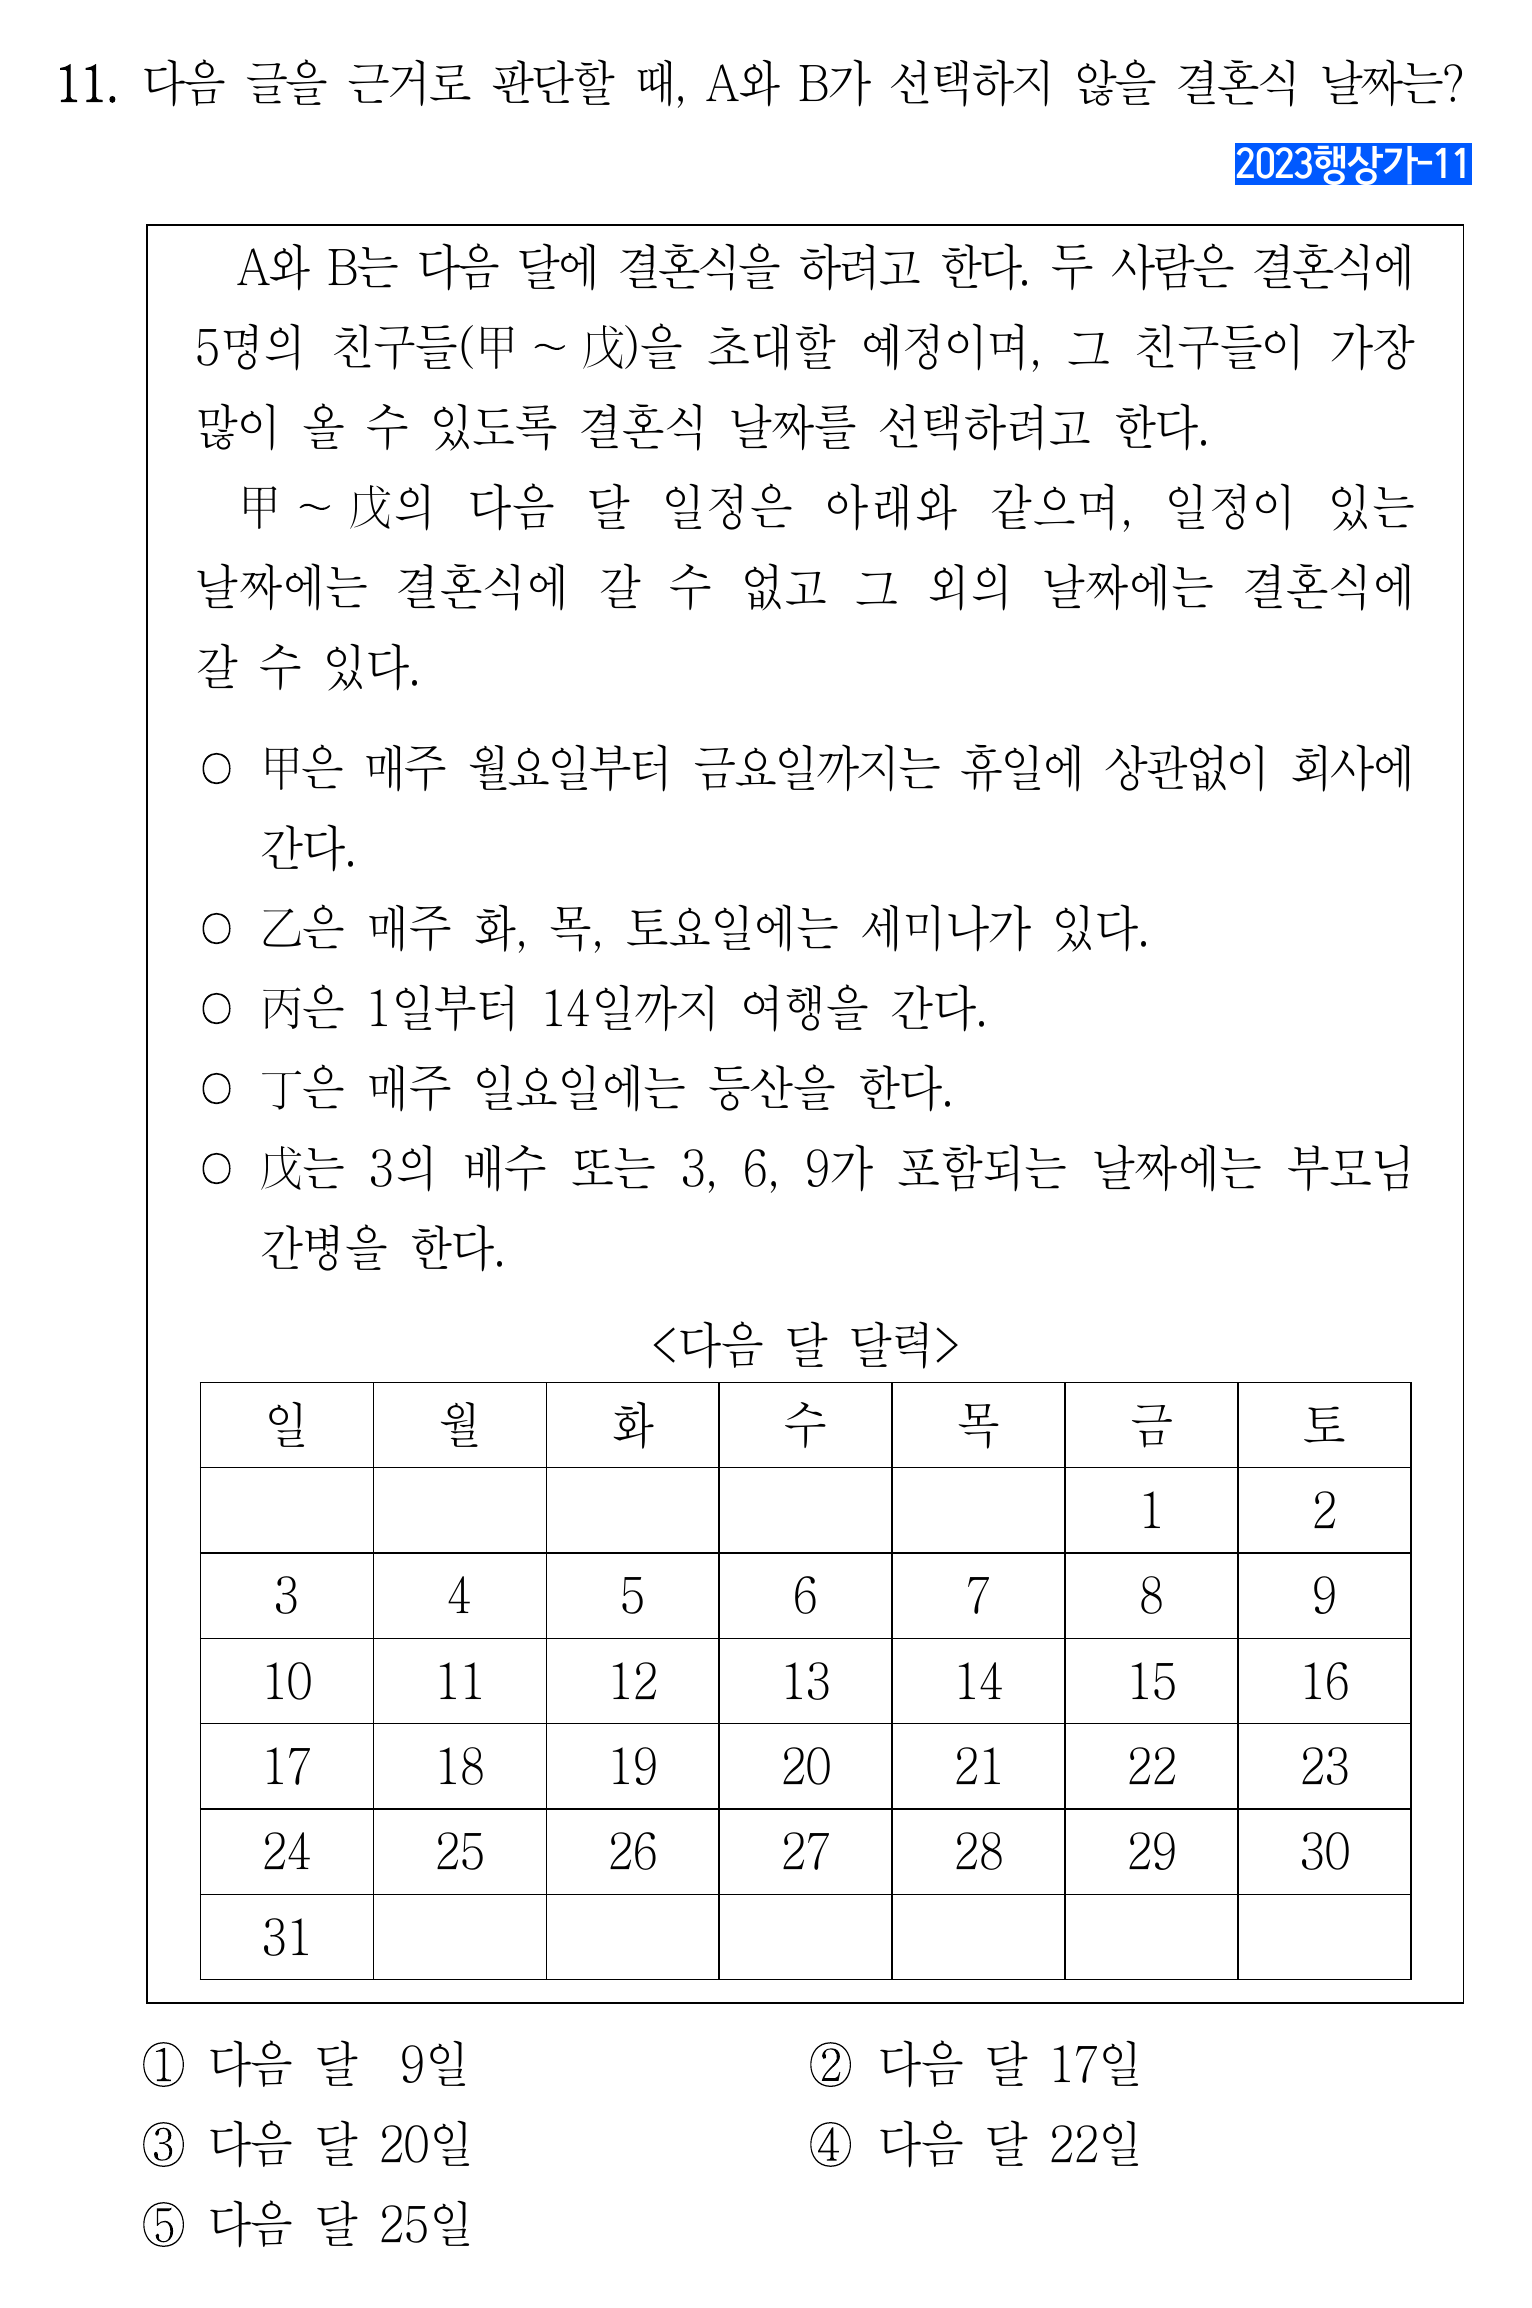 11. 다음 글을 근거로 판단할 때, A와 B가 선택하지 않을 결혼식 날짜는?
2023행상가-11
A와 B는 다음 달에 결혼식을 하려고 한다. 두 사람은 결혼식에
5명의 친구들(甲 ~ 戊)을 초대할 예정이며, 그 친구들이 가장
많이 올 수 있도록 결혼식 날짜를 선택하려고 한다.
甲 ~ 戊의 다음 달 일정은 아래와 같으며, 일정이 있는
날짜에는 결혼식에 갈 수 없고 그 외의 날짜에는 결혼식에
갈 수 있다.
○ 甲은 매주 월요일부터 금요일까지는 휴일에 상관없이 회사에
간다.
○ 乙은 매주 화, 목, 토요일에는 세미나가 있다.
○ 丙은 1일부터 14일까지 여행을 간다.
○ 丁은 매주 일요일에는 등산을 한다.
○ 戊는 3의 배수 또는 3, 6, 9가 포함되는 날짜에는 부모님
간병을 한다.
<다음 달 달력>
일 월 화 수 목 금 토
1 2
3 4 5 6 7 8 9
10 11 12 13 14 15 16
17 18 19 20 21 22 23
24 25 26 27 28 29 30
31
① 다음 달 9일 ② 다음 달 17일
③ 다음 달 20일 ④ 다음 달 22일
⑤ 다음 달 25일